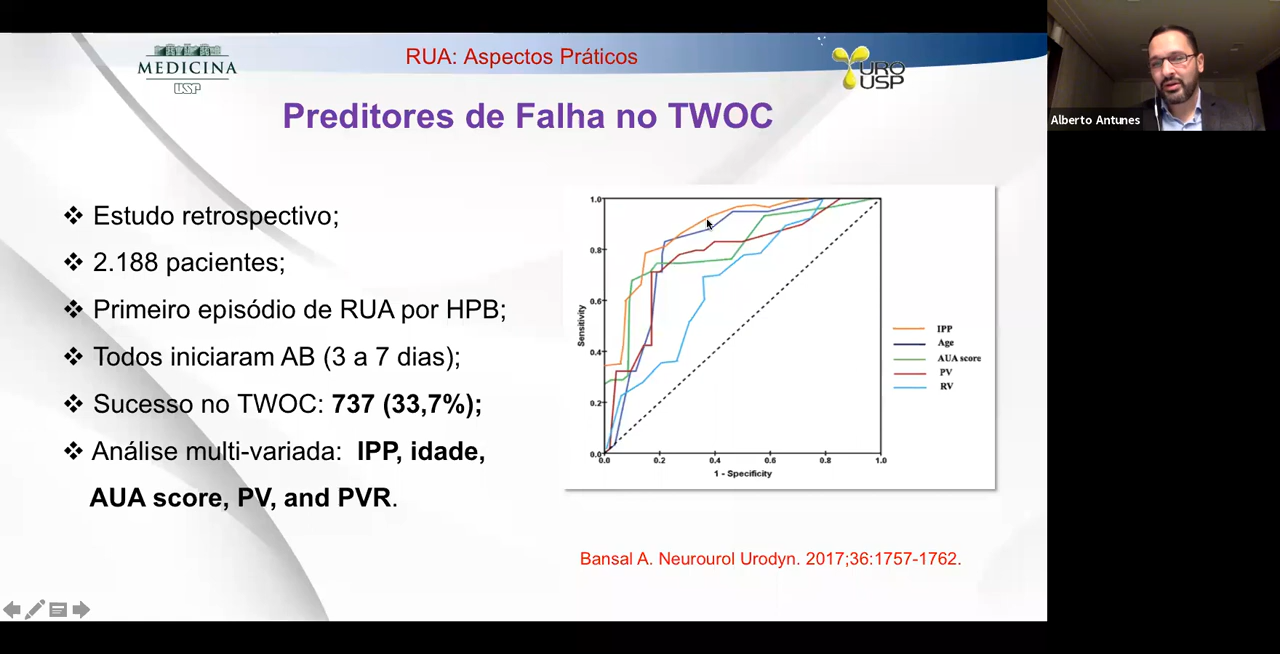 MEDICINA
USP
RUA: Aspectos Práticos
URO
USP
Alberto Antunes
Preditores de Falha no TWOC
Estudo retrospectivo;
2.188 pacientes;
Primeiro episódio de RUA por HPB;
Todos iniciaram AB (3 a 7 dias);
Sucesso no TWOC: 737 (33,7%);
Análise multi-variada: IPP, idade,
AUA score, PV, and PVR.
1.0
0.8
0.6
0.4
0.2
0.0
Sensitivity
0.0 0.2 0.4 0.6 0.8 1.0
1 - Specificity
IPP
Age
AUA score
PV
RV
Bansal A. Neurourol Urodyn. 2017;36:1757-1762.